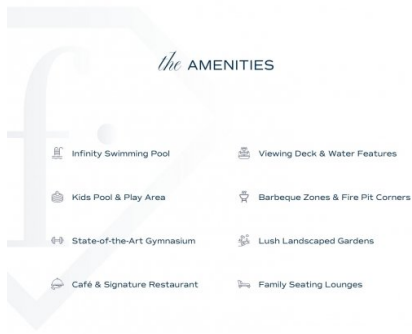 the AMENITIES
Infinity Swimming Pool
Viewing Deck & Water Features
Kids Pool & Play Area
Barbeque Zones & Fire Pit Corners
State-of-the-Art Gymnasium
Lush Landscaped Gardens
Café & Signature Restaurant
Family Seating Lounges